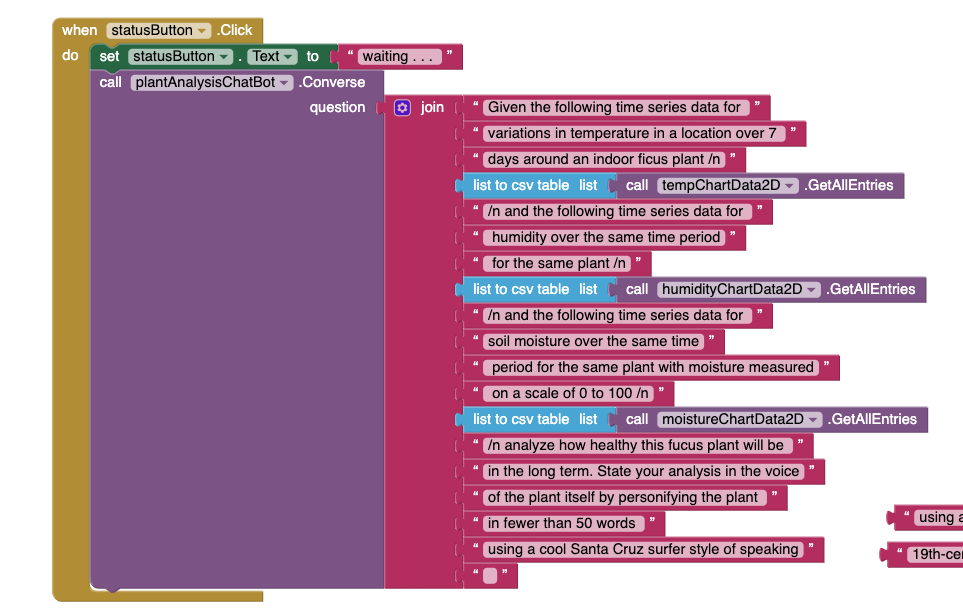 when statusButton .Click
do set statusButton . Text to " waiting . . . "
call plantAnalysisChatBot .Converse
question join " Given the following time series data for "
" variations in temperature in a location over 7 "
" days around an indoor ficus plant /n "
list to csv table list call tempChartData2D .GetAllEntries
" /n and the following time series data for "
" humidity over the same time period "
" for the same plant /n "
list to csv table list call humidityChartData2D .GetAllEntries
" /n and the following time series data for "
" soil moisture over the same time "
" period for the same plant with moisture measured "
" on a scale of 0 to 100 /n "
list to csv table list call moistureChartData2D .GetAllEntries
" /n analyze how healthy this fucus plant will be "
" in the long term. State your analysis in the voice "
" of the plant itself by personifying the plant "
" in fewer than 50 words "
" using a cool Santa Cruz surfer style of speaking "
" "
" using a
" 19th-cer